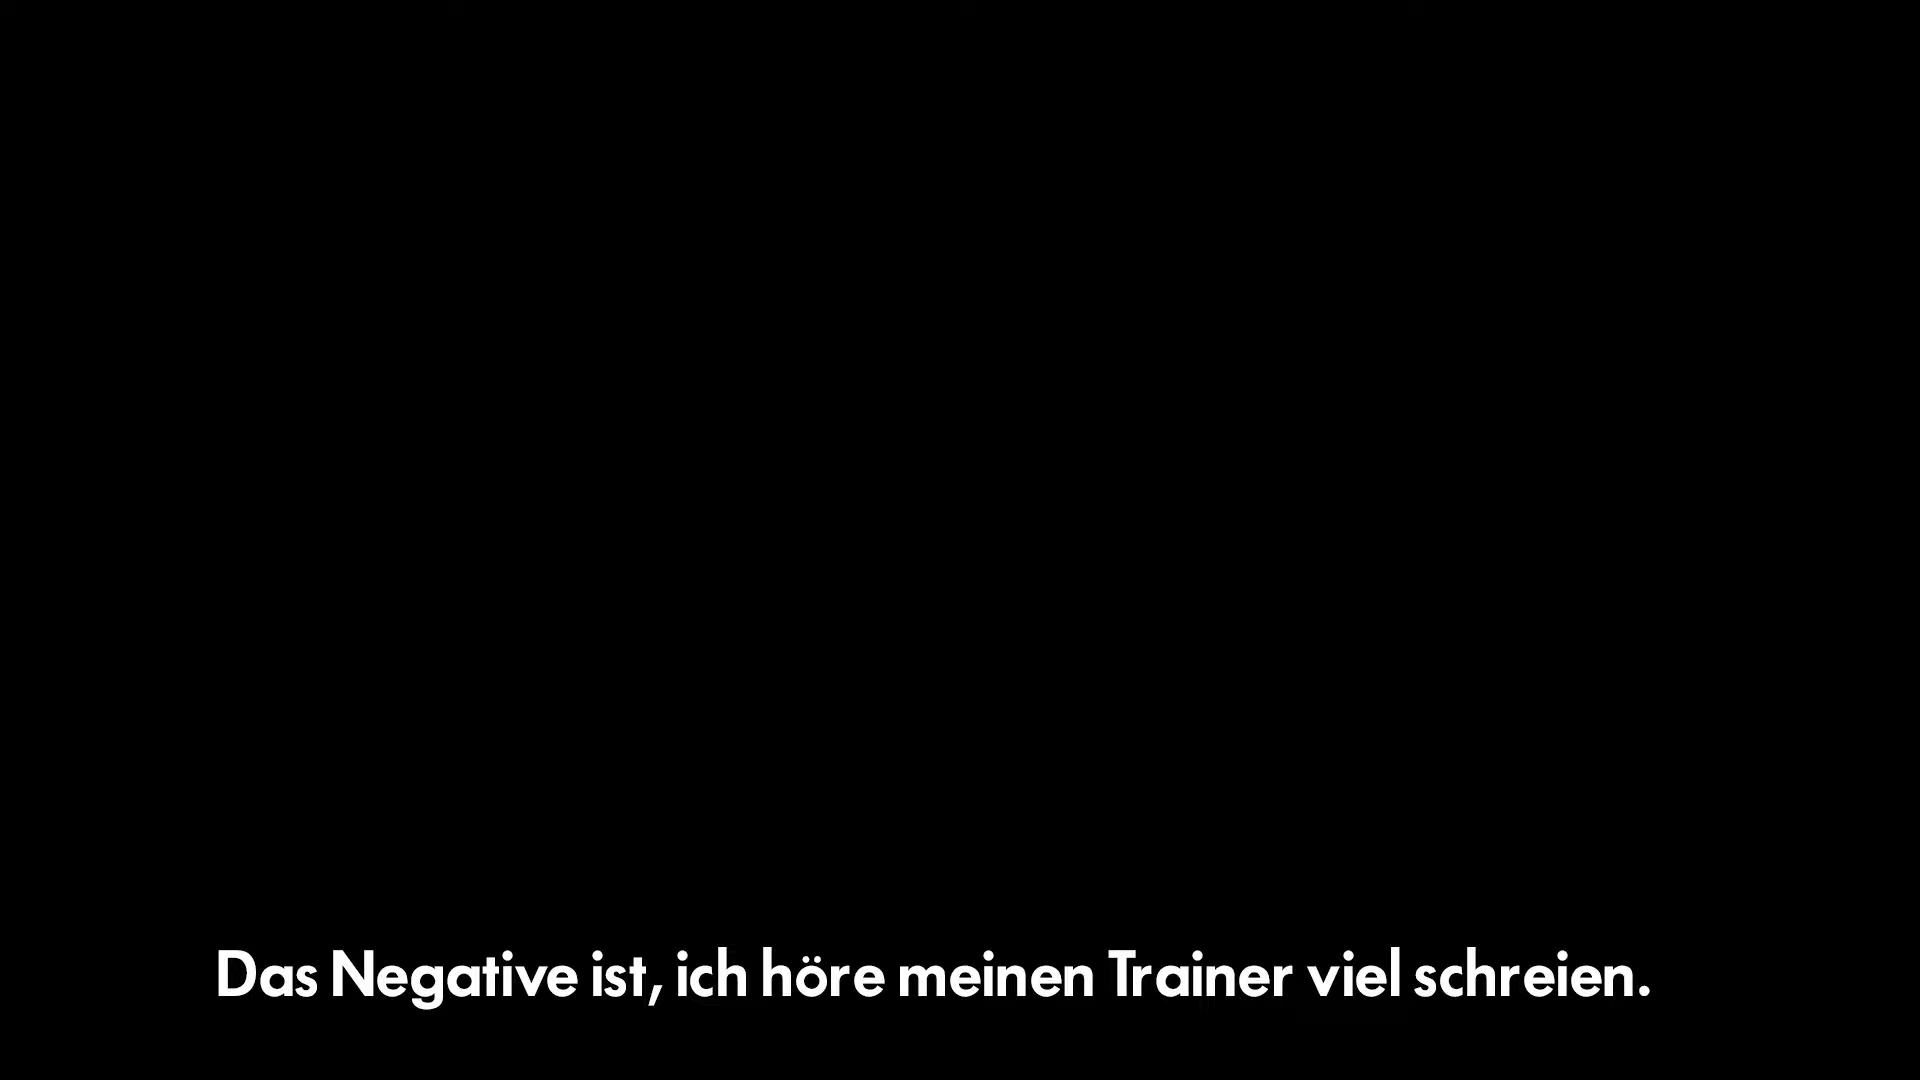 Das Negative ist, ich höre meinen Trainer viel schreien.